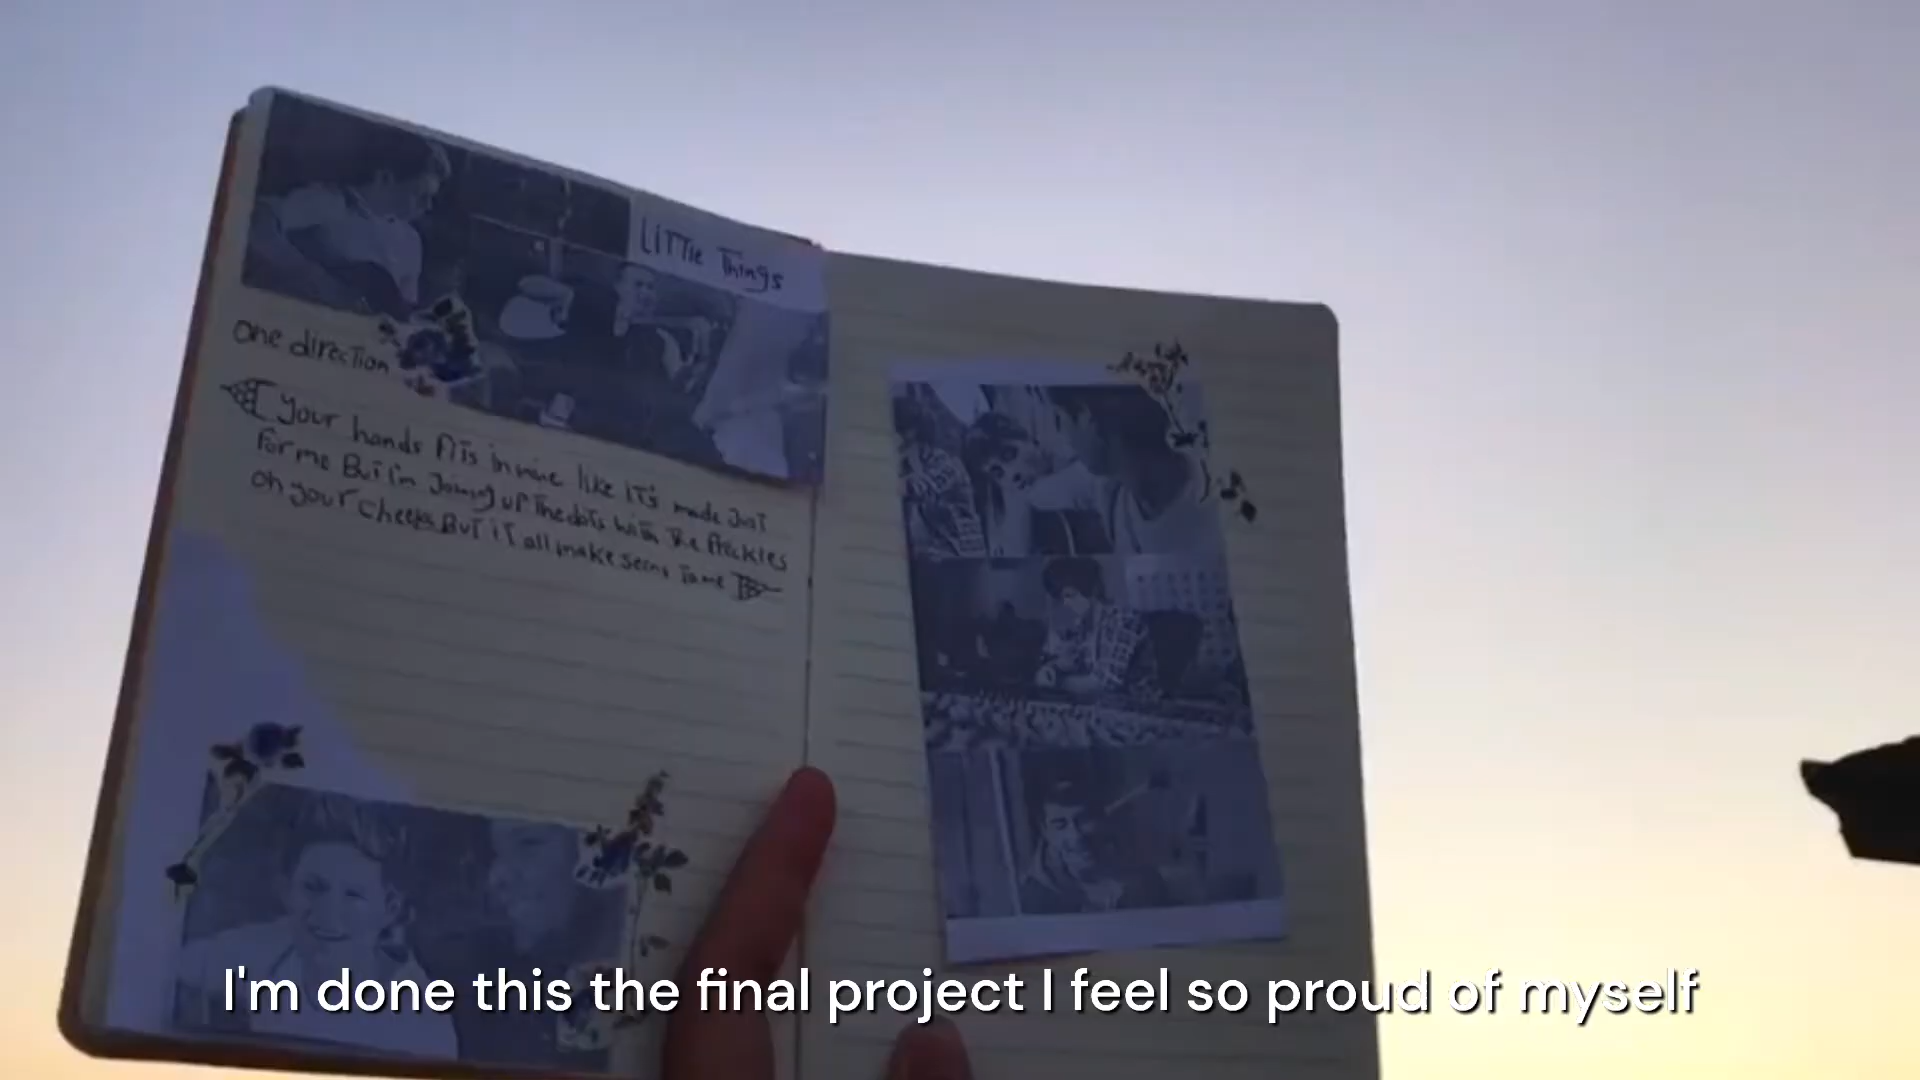 LITTle Things
one direction
your hands fits in mine like iT's made JusT
for me BuT i'm Joining up The dots with The freckles
on your cheeks BuT iT all make sens To me
I'm done this the final project I feel so proud of myself